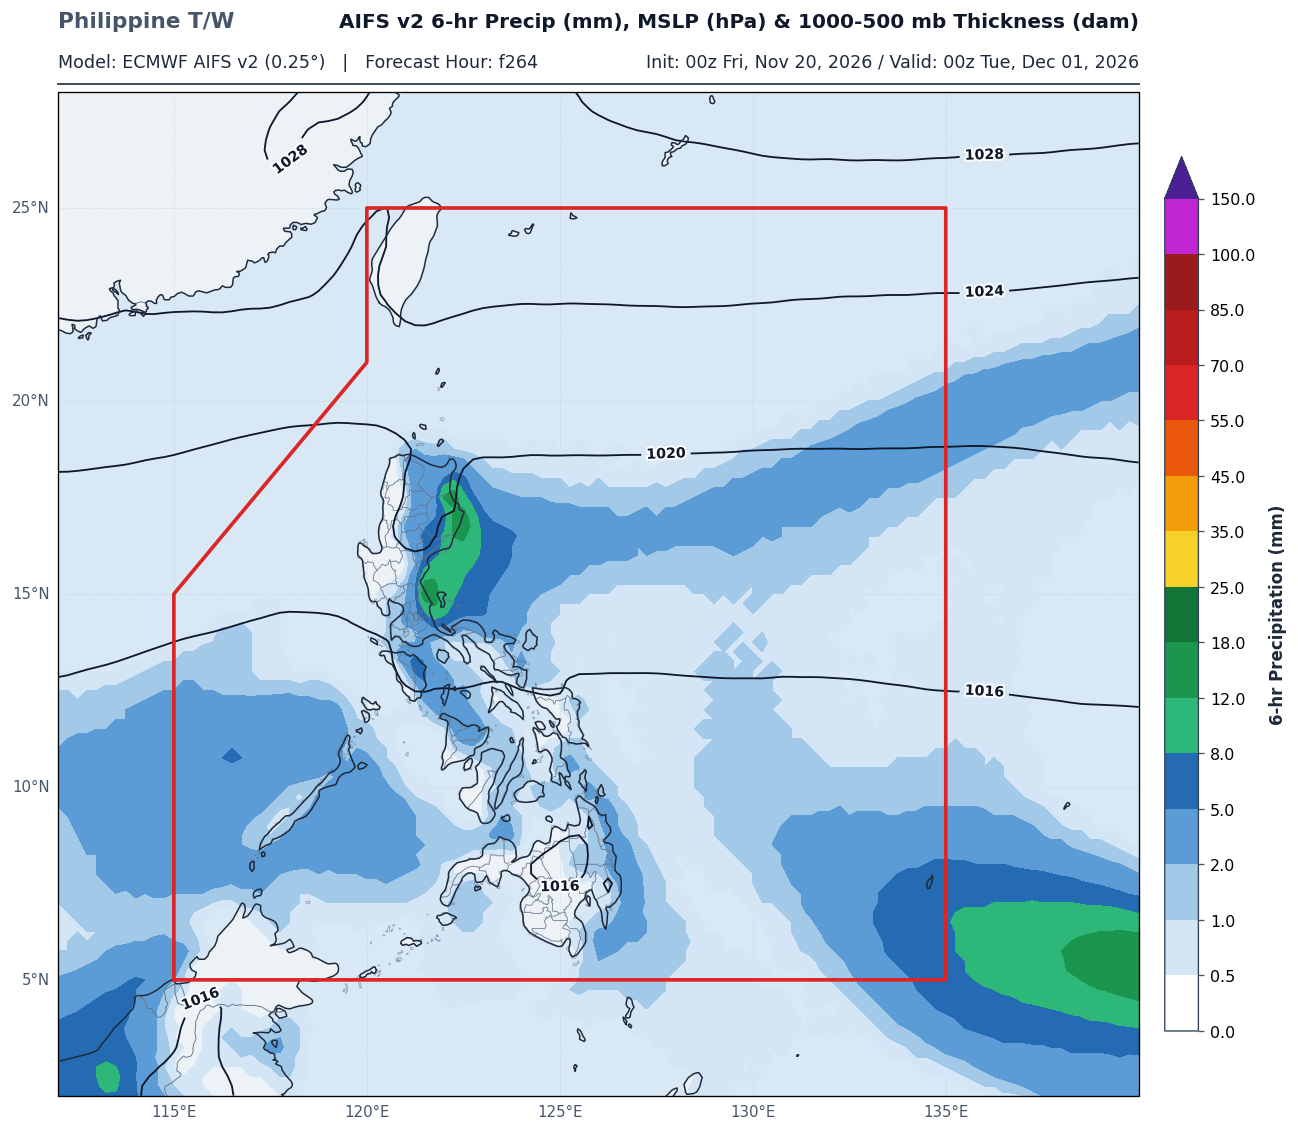 Philippine T/W
AIFS v2 6-hr Precip (mm), MSLP (hPa) & 1000-500 mb Thickness (dam)
Model: ECMWF AIFS v2 (0.25°) | Forecast Hour: f264
Init: 00z Fri, Nov 20, 2026 / Valid: 00z Tue, Dec 01, 2026
1028
1028
1024
1020
1016
1016
1016
25°N
20°N
15°N
10°N
5°N
115°E
120°E
125°E
130°E
135°E
150.0
100.0
85.0
70.0
55.0
45.0
35.0
25.0
18.0
12.0
8.0
5.0
2.0
1.0
0.5
0.0
6-hr Precipitation (mm)